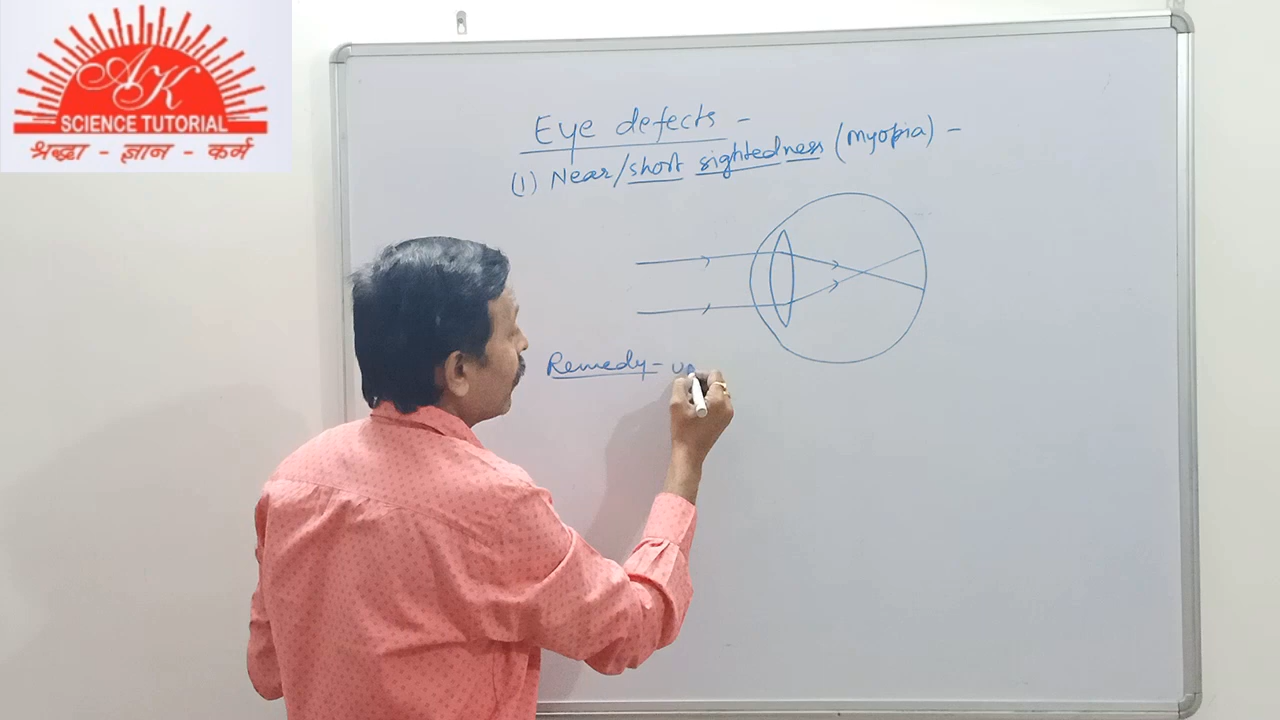 AK
SCIENCE TUTORIAL
श्रद्धा - ज्ञान - कर्म
Eye defects -
(1) Near/short sightedness (myopia) -
Remedy -